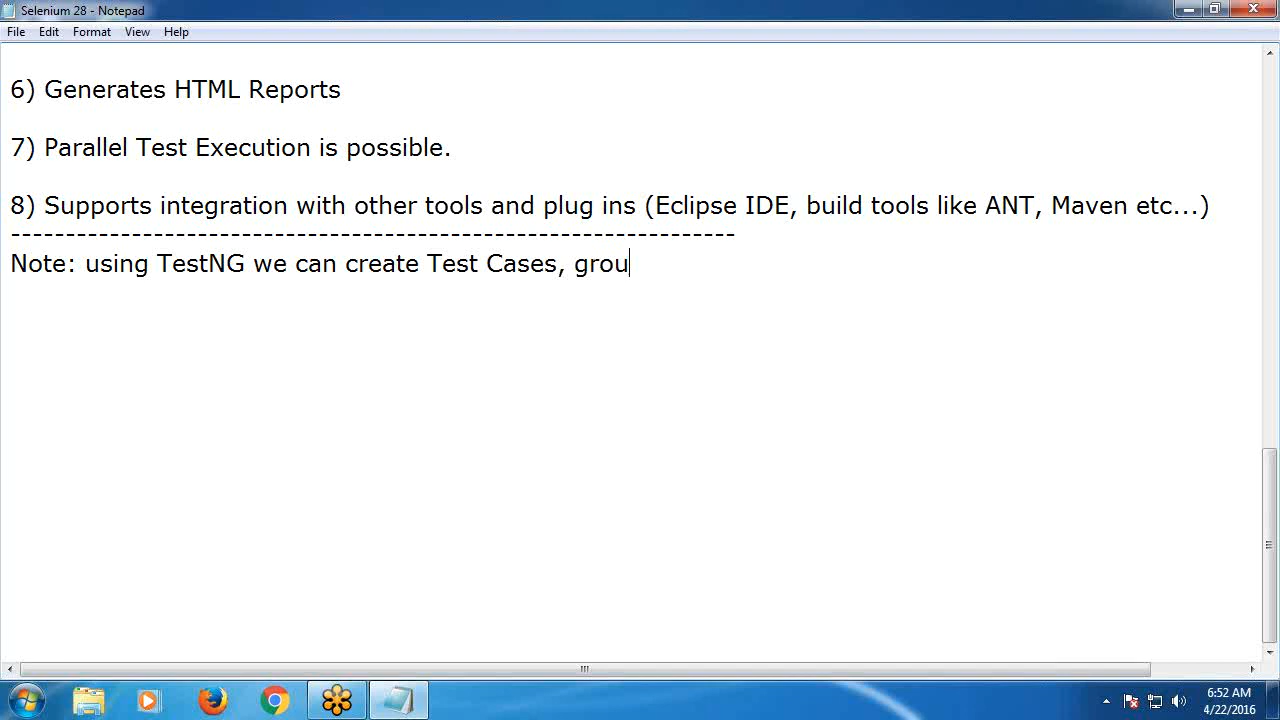 Selenium 28 - Notepad
File Edit Format View Help
6) Generates HTML Reports
7) Parallel Test Execution is possible.
8) Supports integration with other tools and plug ins (Eclipse IDE, build tools like ANT, Maven etc...)
------------------------------------------------------------------
Note: using TestNG we can create Test Cases, grou
6:52 AM
4/22/2016